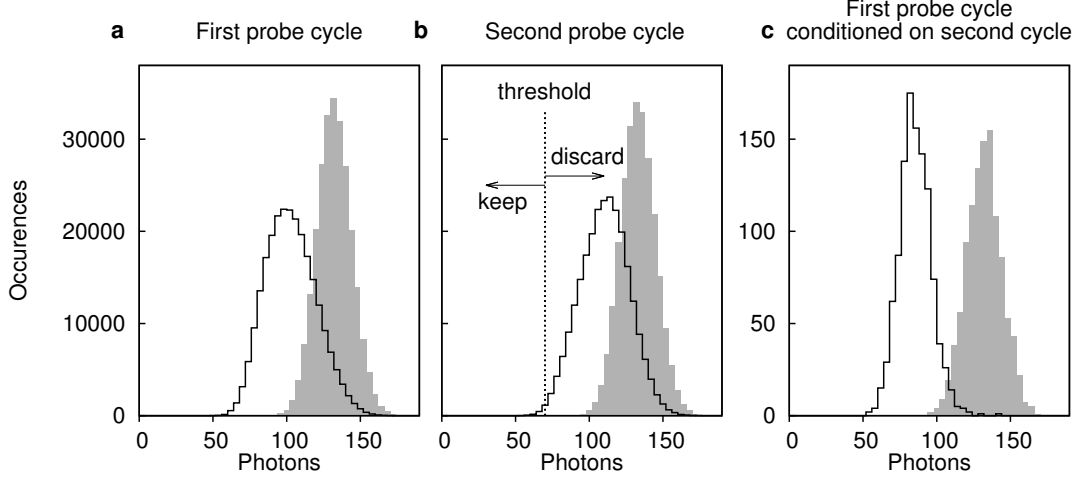 a First probe cycle
b Second probe cycle
First probe cycle
c conditioned on second cycle
Occurences
30000
20000
10000
0
0 50 100 150
Photons
threshold
discard
keep
0 50 100 150
Photons
150
100
50
0
0 50 100 150
Photons